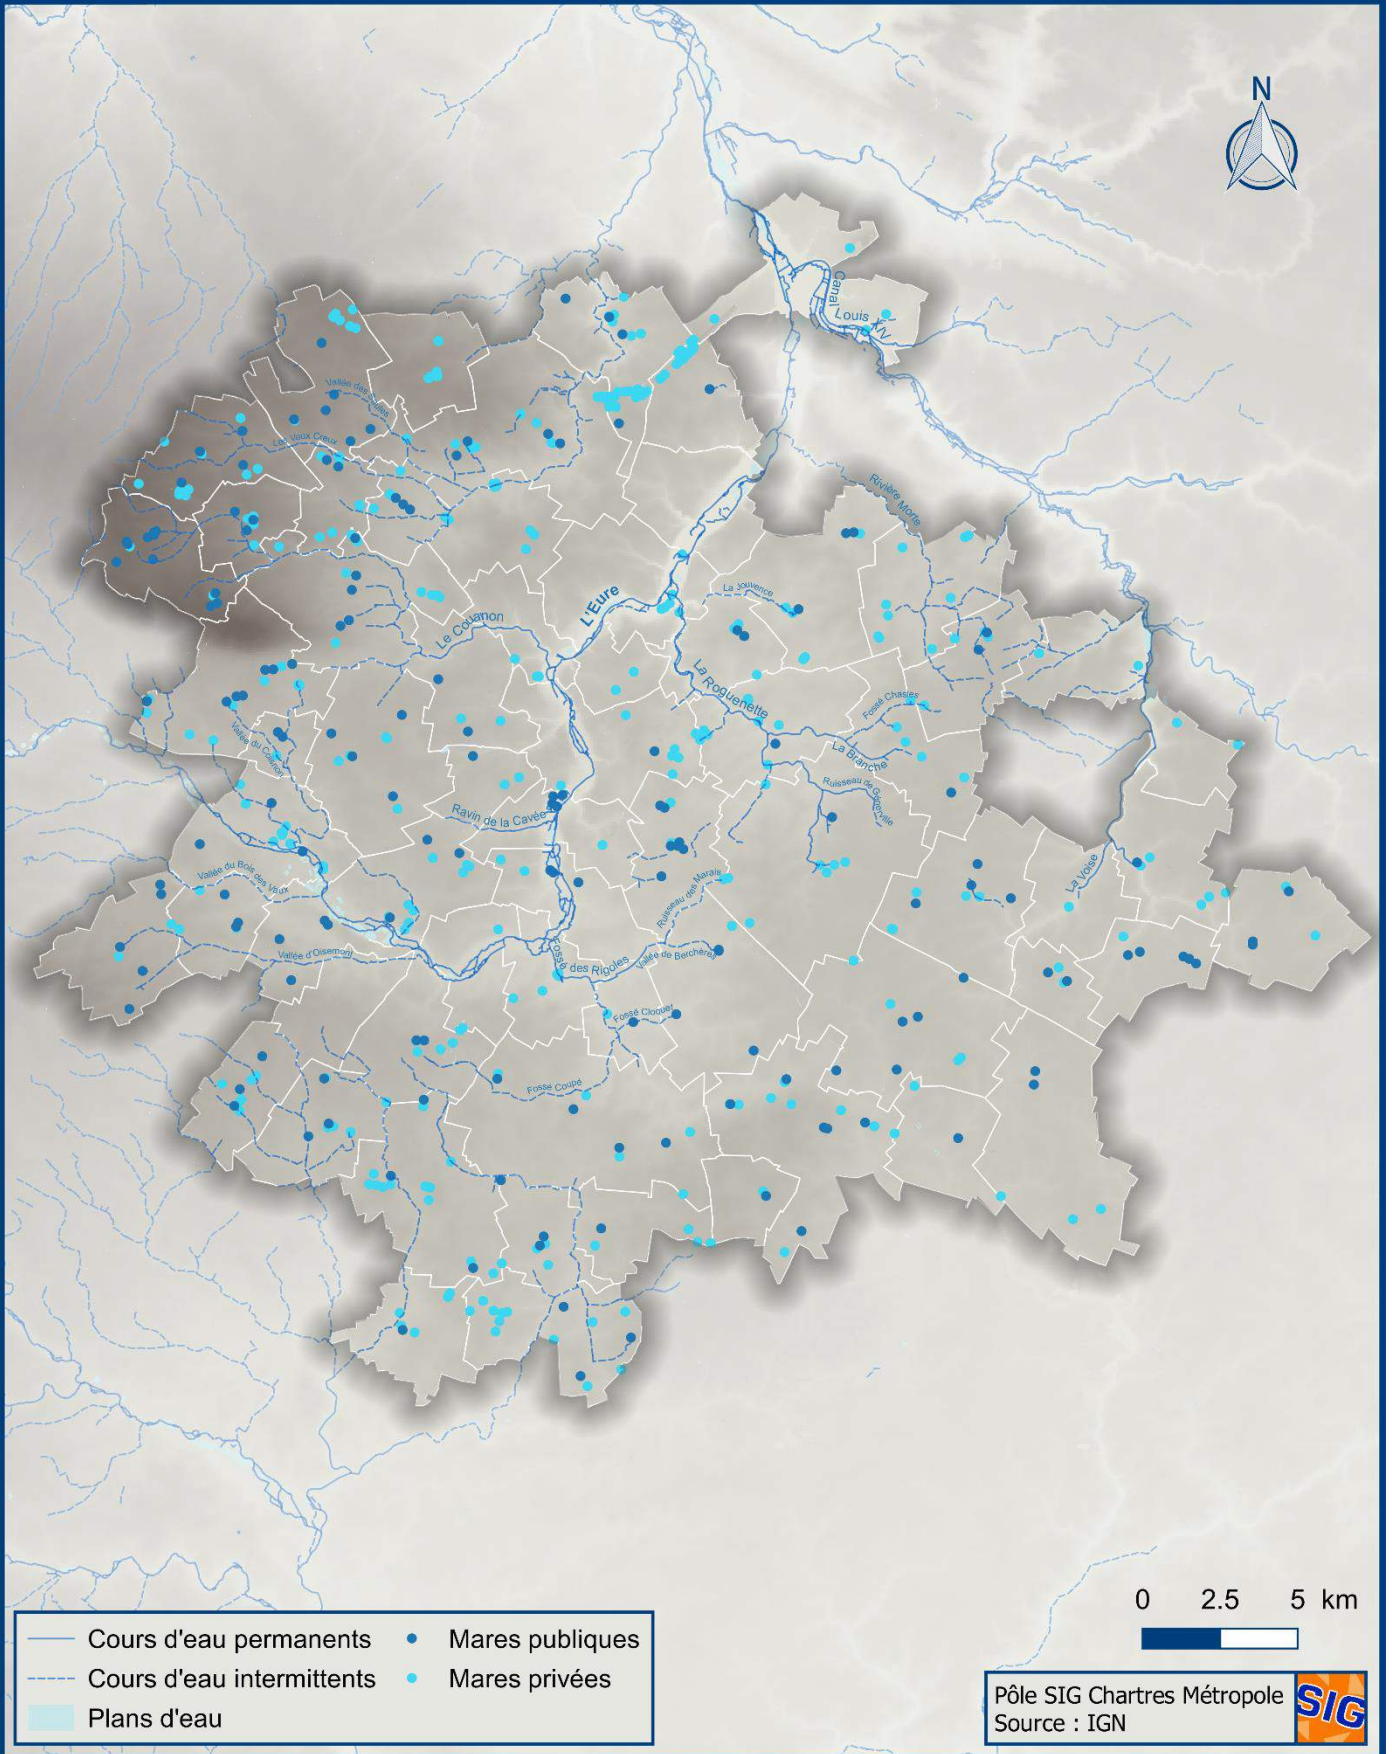 N
Canal
Louis XIV
Vallée des
Les Vaux Creux
Rivière Morte
La Jouvence
L'Eure
Le Couanon
La Roguenette
Fossé Chasles
Vallée du Coinon
La Branche
Ruisseau de Génerville
Ravin de la Cavée
La Voise
Vallée du Bois des Vaux
Ruisseau des Marais
Vallée d'Oisemont
Fossé des Rigoles
Vallée de Berchères
Fossé Cloquet
Fossé Coupé
0 2.5 5 km
Cours d'eau permanents
Mares publiques
Cours d'eau intermittents
Mares privées
Plans d'eau
Pôle SIG Chartres Métropole
Source : IGN
SIG